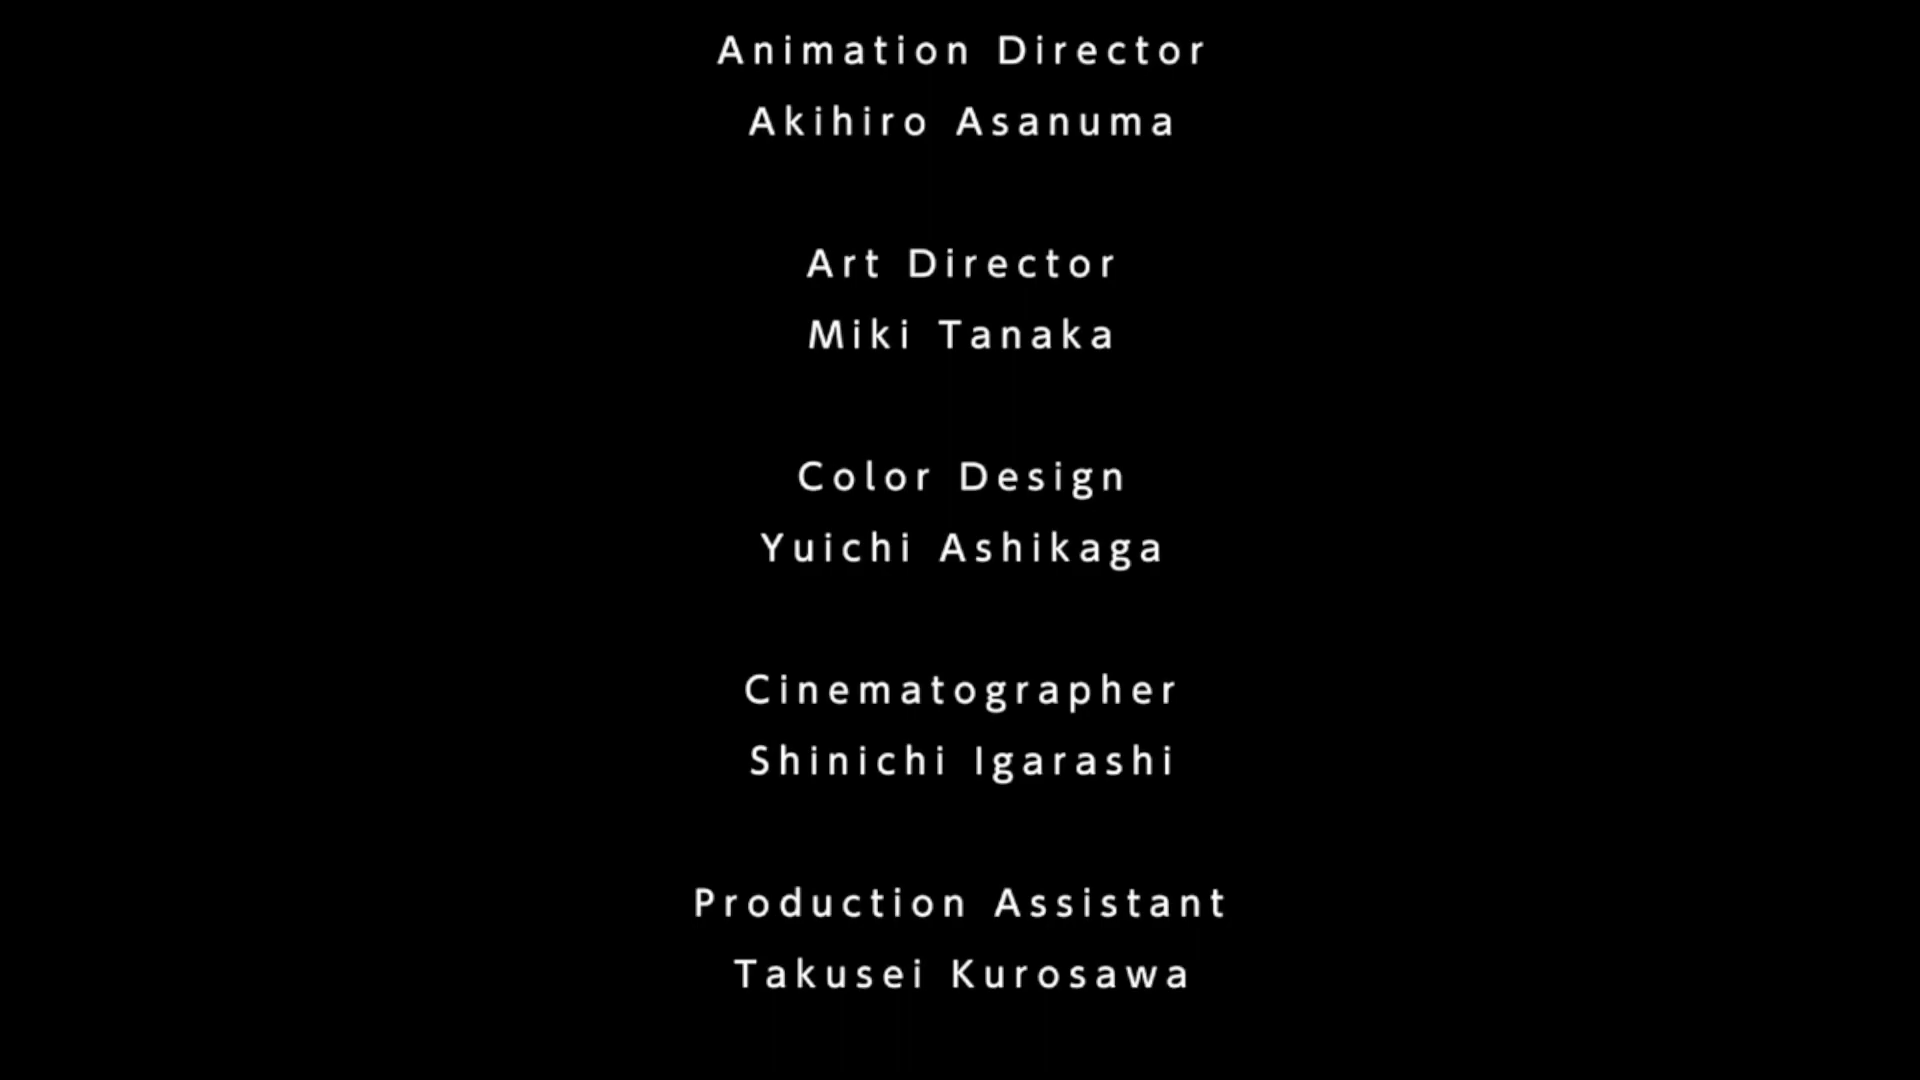 Animation Director
Akihiro Asanuma
Art Director
Miki Tanaka
Color Design
Yuichi Ashikaga
Cinematographer
Shinichi Igarashi
Production Assistant
Takusei Kurosawa